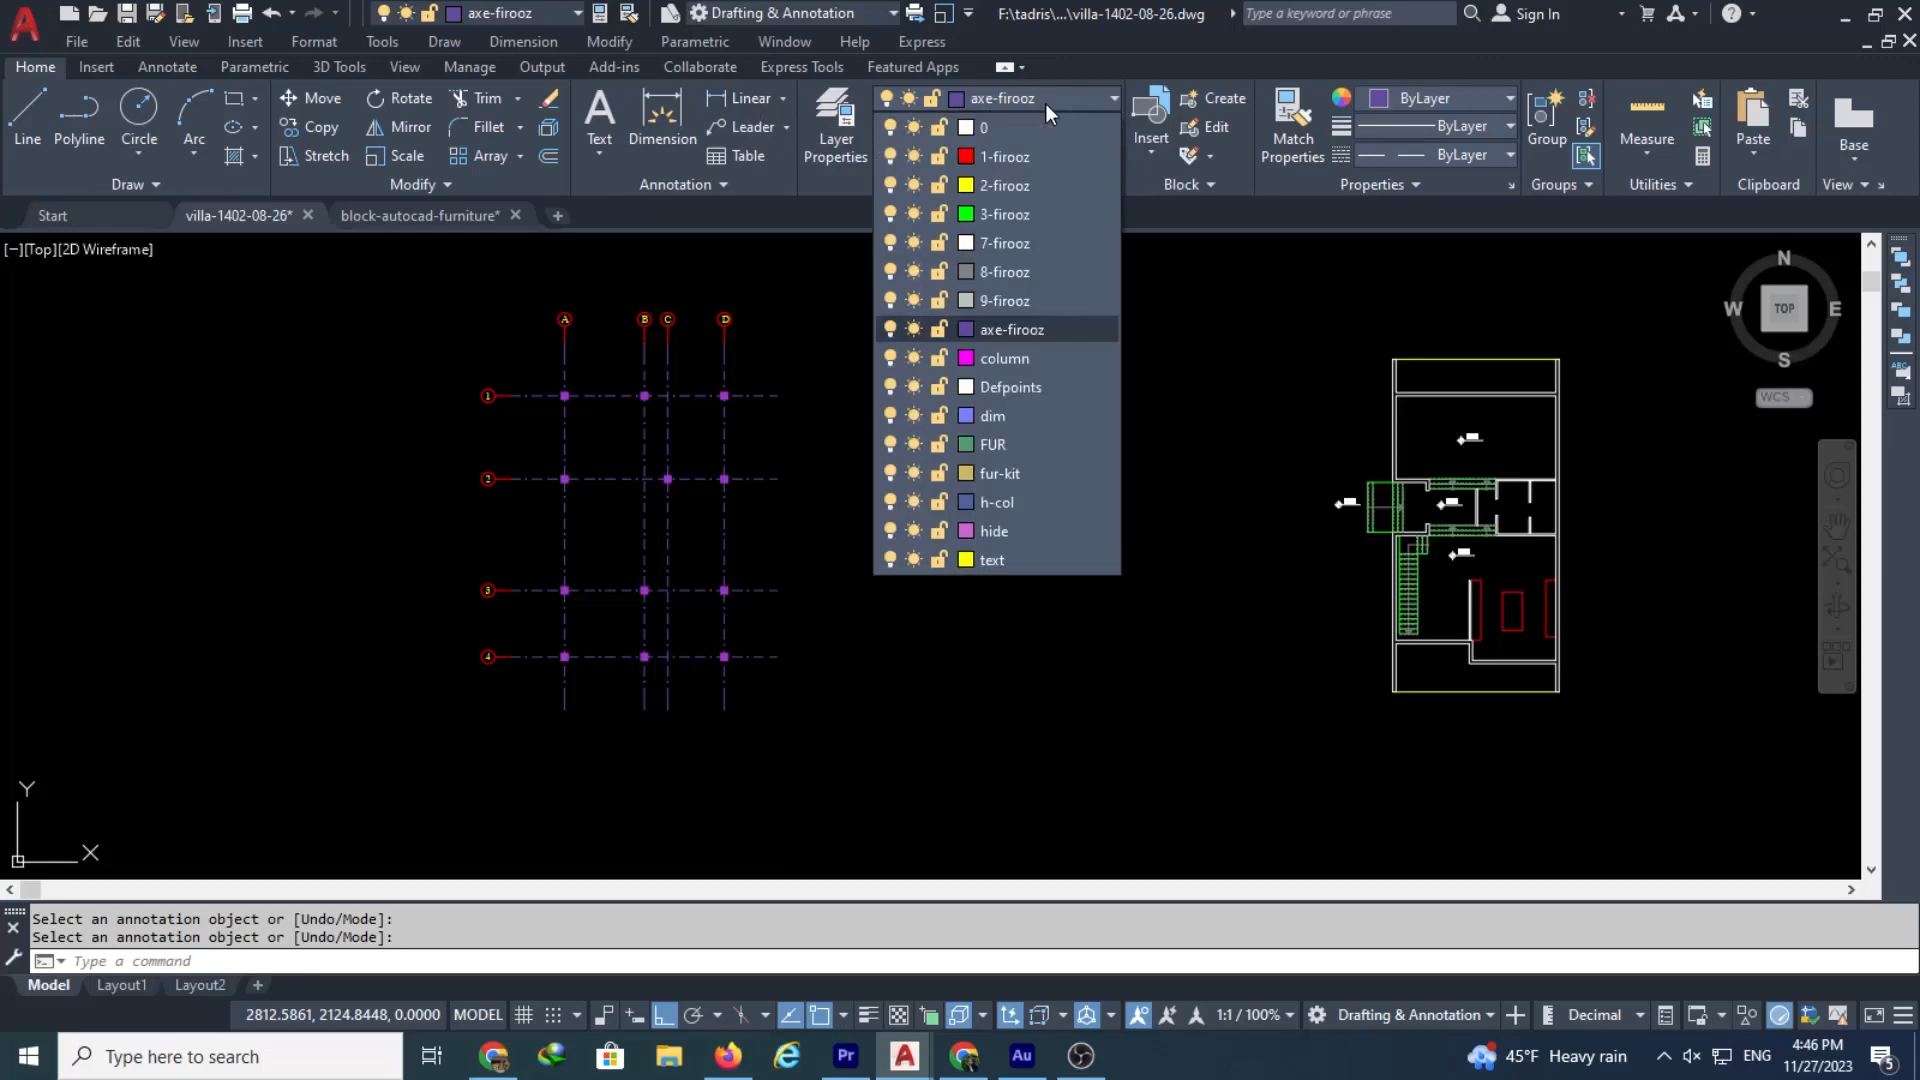 axe-firooz Drafting & Annotation F:\tadris\...\villa-1402-08-26.dwg Type a keyword or phrase Sign In
File Edit View Insert Format Tools Draw Dimension Modify Parametric Window Help Express
Home Insert Annotate Parametric 3D Tools View Manage Output Add-ins Collaborate Express Tools Featured Apps
Line Polyline Circle Arc
Move Rotate Trim
Copy Mirror Fillet
Stretch Scale Array
Text Dimension
Linear
Leader
Table
Layer Properties
axe-firooz
Insert
Create
Edit
Match Properties
ByLayer
ByLayer
ByLayer
Group Measure Paste Base
Draw Modify Annotation Block Properties Groups Utilities Clipboard View
0
1-firooz
2-firooz
3-firooz
7-firooz
8-firooz
9-firooz
axe-firooz
column
Defpoints
dim
FUR
fur-kit
h-col
hide
text
Start villa-1402-08-26* block-autocad-furniture*
[−][Top][2D Wireframe]
A B C D
1
2
3
4
N
W TOP E
S
WCS
ABC
Y
X
Select an annotation object or [Undo/Mode]:
Select an annotation object or [Undo/Mode]:
Type a command
Model Layout1 Layout2
2812.5861, 2124.8448, 0.0000 MODEL 1:1 / 100% Drafting & Annotation Decimal
Type here to search
Pr A Au
45°F Heavy rain ENG
4:46 PM
11/27/2023
5